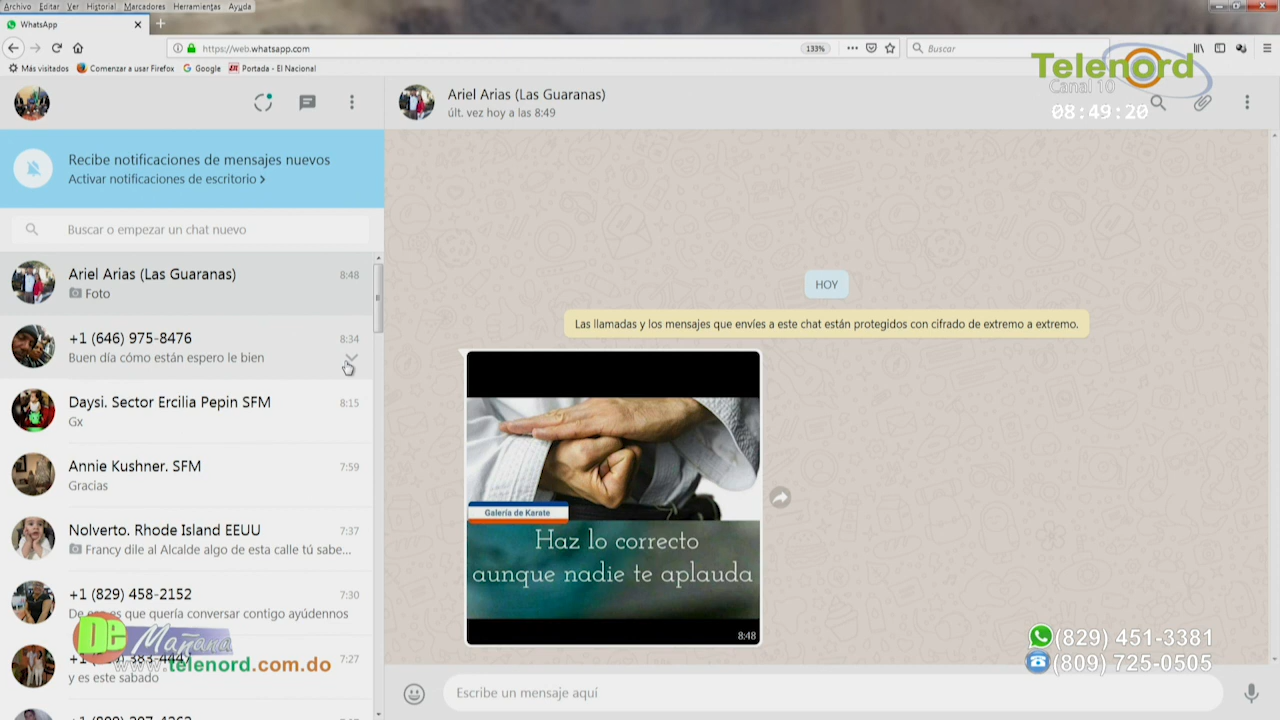 Archivo Editar Ver Historial Marcadores Herramientas Ayuda
WhatsApp
https://web.whatsapp.com
133%
Buscar
Más visitados Comenzar a usar Firefox Google Portada - El Nacional
Telenord
Canal 10
08:49:20
Ariel Arias (Las Guaranas)
últ. vez hoy a las 8:49
Recibe notificaciones de mensajes nuevos
Activar notificaciones de escritorio >
Buscar o empezar un chat nuevo
Ariel Arias (Las Guaranas) 8:48
Foto
+1 (646) 975-8476 8:34
Buen día cómo están espero le bien
Daysi. Sector Ercilia Pepin SFM 8:15
Gx
Annie Kushner. SFM 7:59
Gracias
Nolverto. Rhode Island EEUU 7:37
Francy dile al Alcalde algo de esta calle tú sabe...
+1 (829) 458-2152 7:30
es que quería conversar contigo ayúdennos
383-4447 7:27
y es este sabado
De Mañana
www.telenord.com.do
HOY
Las llamadas y los mensajes que envíes a este chat están protegidos con cifrado de extremo a extremo.
Galería de Karate
Haz lo correcto
aunque nadie te aplauda
8:48
(829) 451-3381
(809) 725-0505
Escribe un mensaje aquí